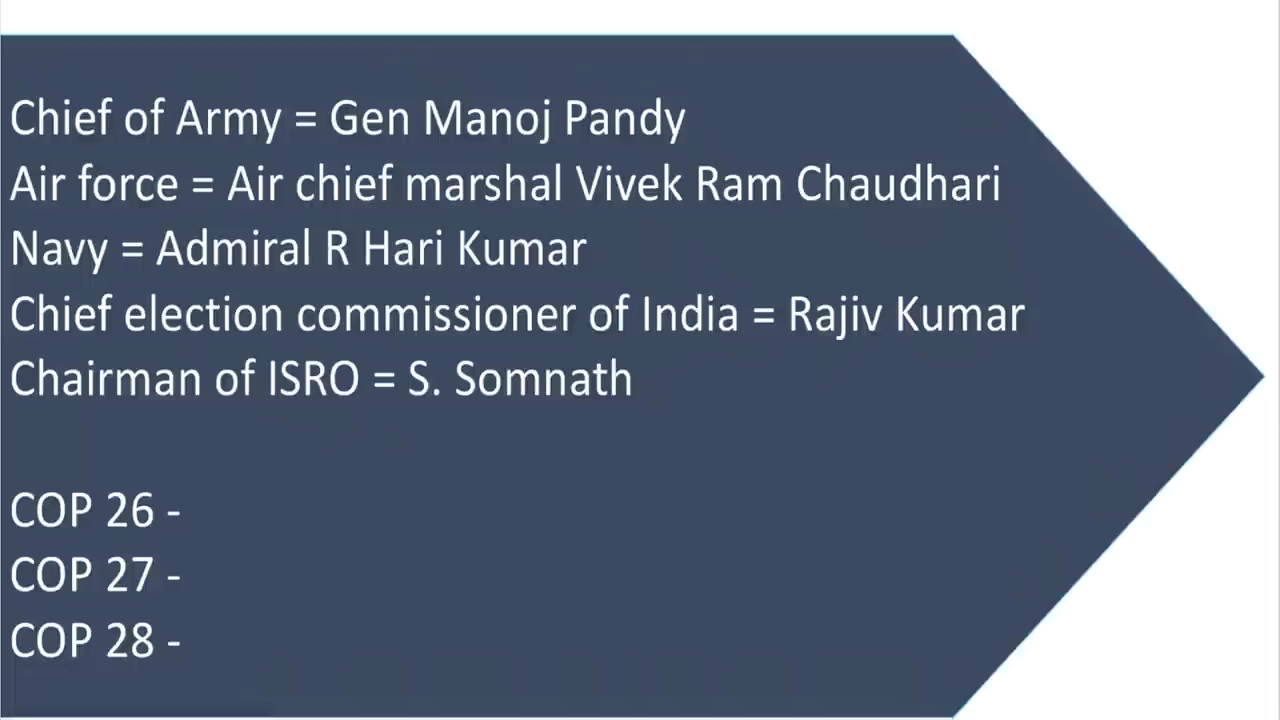 Chief of Army = Gen Manoj Pandy
Air force = Air chief marshal Vivek Ram Chaudhari
Navy = Admiral R Hari Kumar
Chief election commissioner of India = Rajiv Kumar
Chairman of ISRO = S. Somnath
COP 26 -
COP 27 -
COP 28 -